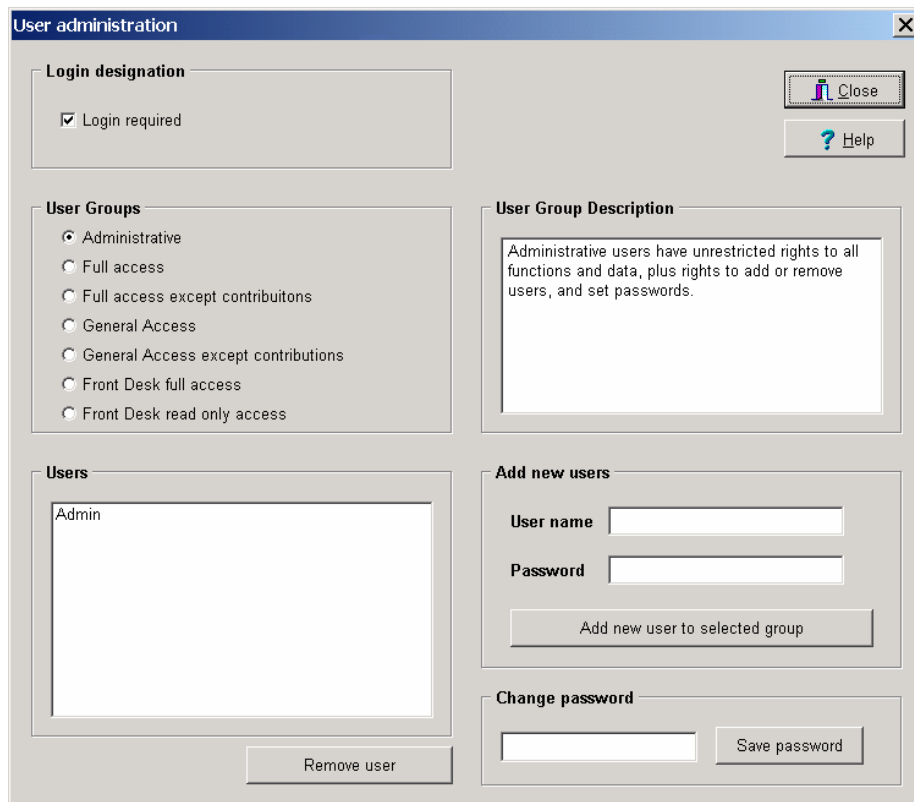 User administration
Login designation
Login required
Close
Help
User Groups
Administrative
Full access
Full access except contribuitons
General Access
General Access except contributions
Front Desk full access
Front Desk read only access
User Group Description
Administrative users have unrestricted rights to all
functions and data, plus rights to add or remove
users, and set passwords.
Users
Admin
Remove user
Add new users
User name
Password
Add new user to selected group
Change password
Save password